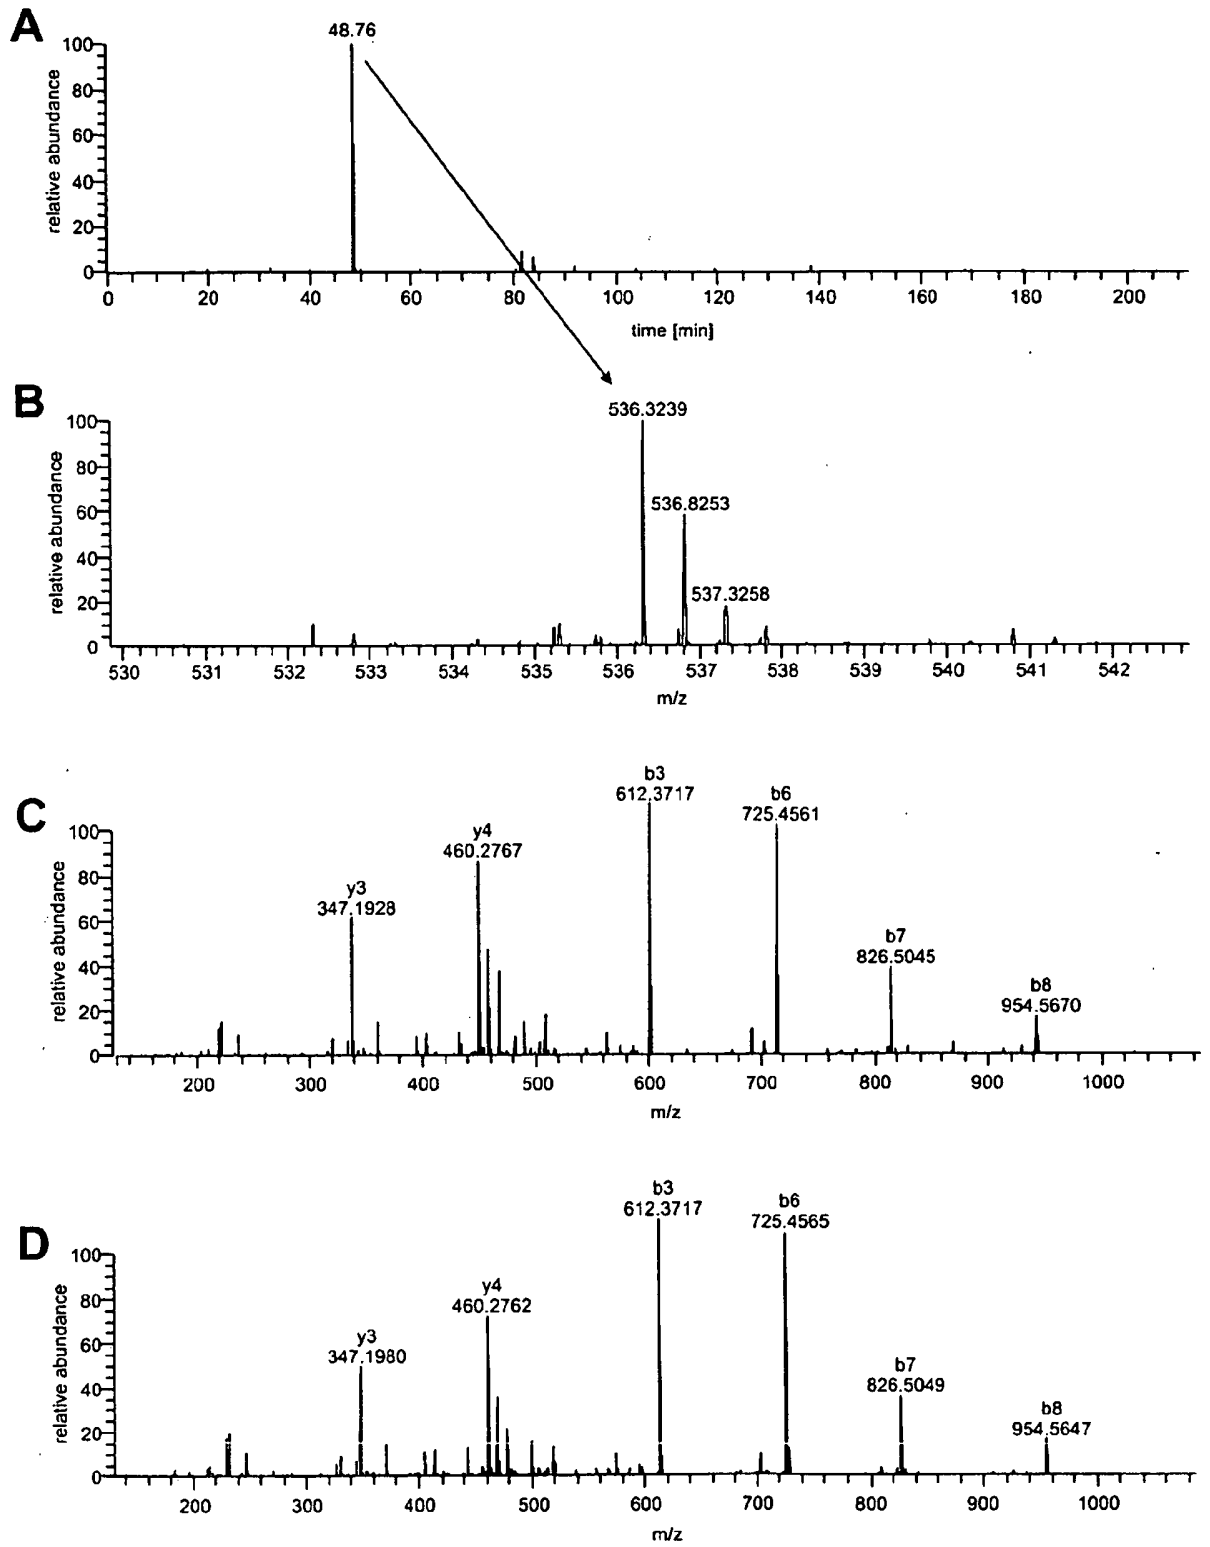 A
48.76
100
80
60
40
20
0
relative abundance
0 20 40 60 80 100 120 140 160 180 200
time [min]
B
536.3239
536.8253
537.3258
100
80
60
40
20
0
relative abundance
530 531 532 533 534 535 536 537 538 539 540 541 542
m/z
C
b3
612.3717
b6
725.4561
y4
460.2767
y3
347.1928
b7
826.5045
b8
954.5670
100
80
60
40
20
0
relative abundance
200 300 400 500 600 700 800 900 1000
m/z
D
b3
612.3717
b6
725.4565
y4
460.2762
y3
347.1980
b7
826.5049
b8
954.5647
100
80
60
40
20
0
relative abundance
200 300 400 500 600 700 800 900 1000
m/z